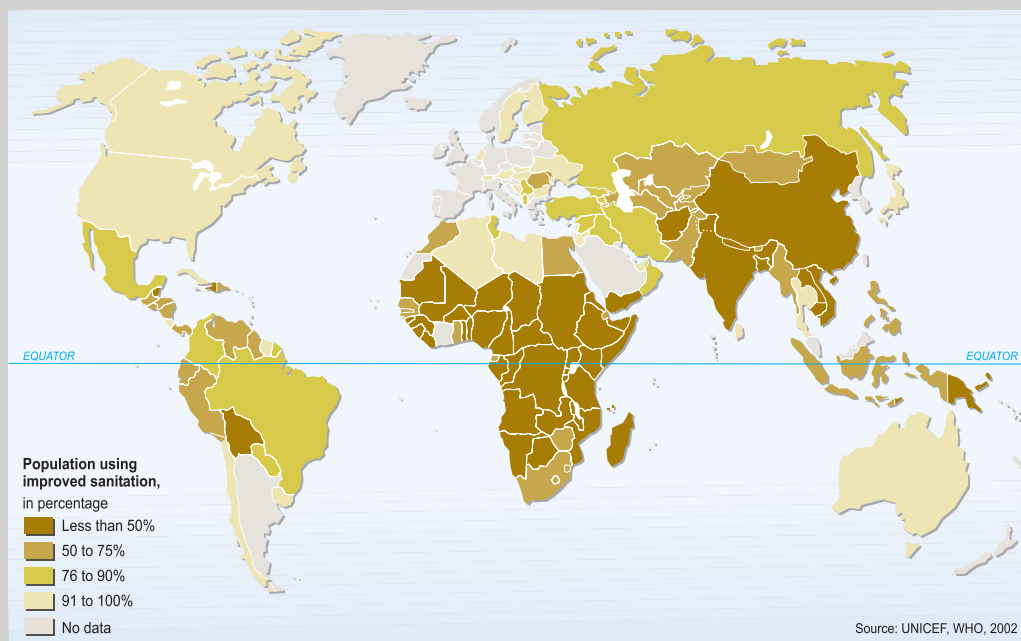 EQUATOR
EQUATOR
Population using
improved sanitation,
in percentage
Less than 50%
50 to 75%
76 to 90%
91 to 100%
No data
Source: UNICEF, WHO, 2002